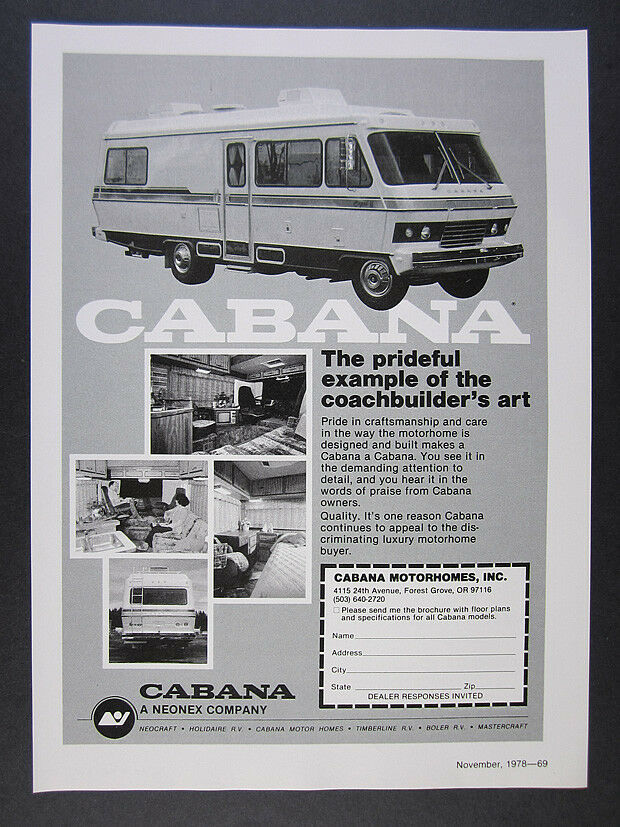 CABANA
CABANA
The prideful
example of the
coachbuilder's art
Pride in craftsmanship and care
in the way the motorhome is
designed and built makes a
Cabana a Cabana. You see it in
the demanding attention to
detail, and you hear it in the
words of praise from Cabana
owners.
Quality. It's one reason Cabana
continues to appeal to the dis-
criminating luxury motorhome
buyer.
CABANA MOTORHOMES, INC.
4115 24th Avenue, Forest Grove, OR 97116
(503) 640-2720
☐ Please send me the brochure with floor plans
and specifications for all Cabana models.
Name
Address
City
State Zip
DEALER RESPONSES INVITED
CABANA
A NEONEX COMPANY
NEOCRAFT • HOLIDAIRE R.V. • CABANA MOTOR HOMES • TIMBERLINE R.V. • BOLER R.V. • MASTERCRAFT
November, 1978—69